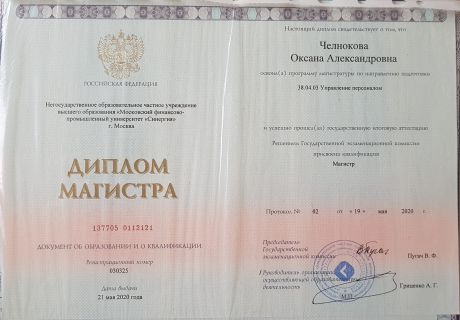 РОССИЙСКАЯ ФЕДЕРАЦИЯ
Негосударственное образовательное частное учреждение
высшего образования «Московский финансово-
промышленный университет «Синергия»
г. Москва
ДИПЛОМ
МАГИСТРА
137705 0112121
ДОКУМЕНТ ОБ ОБРАЗОВАНИИ И О КВАЛИФИКАЦИИ
Регистрационный номер
030325
Дата выдачи
21 мая 2020 года
Настоящий диплом свидетельствует о том, что
Челнокова
Оксана Александровна
освоил(а) программу магистратуры по направлению подготовки
38.04.03 Управление персоналом
и успешно прошел(ла) государственную итоговую аттестацию
Решением Государственной экзаменационной комиссии
присвоена квалификация
Магистр
Протокол № 02 от « 19 » мая 2020 г.
Председатель
Государственной
экзаменационной комиссии
Пугач В. Ф.
Руководитель организации,
осуществляющей образовательную
деятельность
Гриценко А. Г.
М.П.